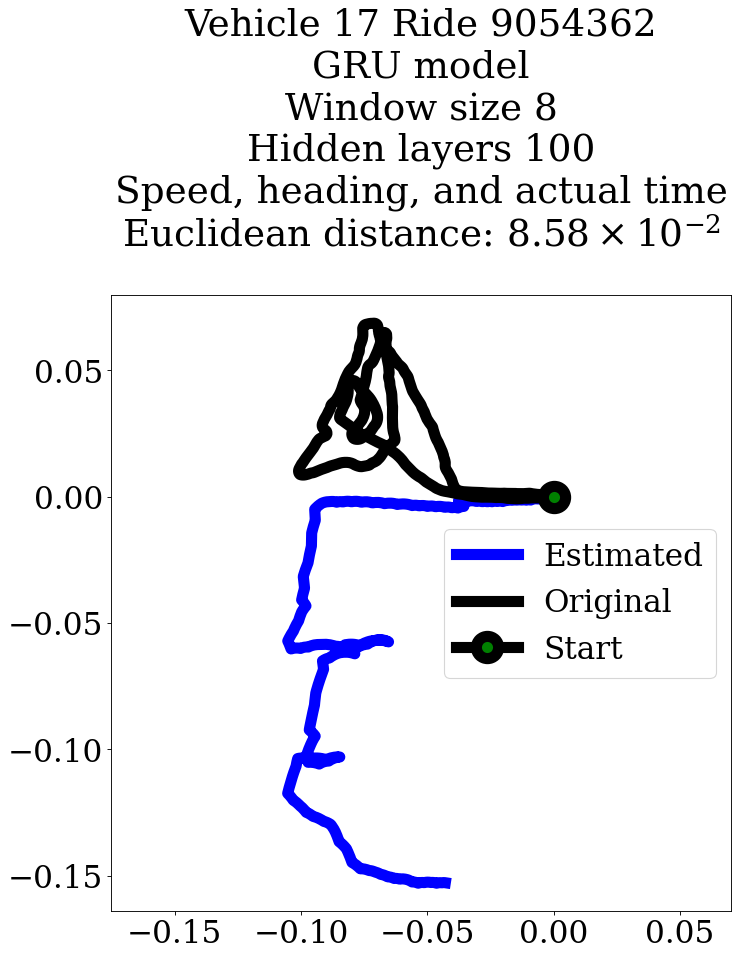 Vehicle 17 Ride 9054362
GRU model
Window size 8
Hidden layers 100
Speed, heading, and actual time
Euclidean distance: 8.58 × 10⁻²
0.05
0.00
−0.05
−0.10
−0.15
Estimated
Original
Start
−0.15 −0.10 −0.05 0.00 0.05